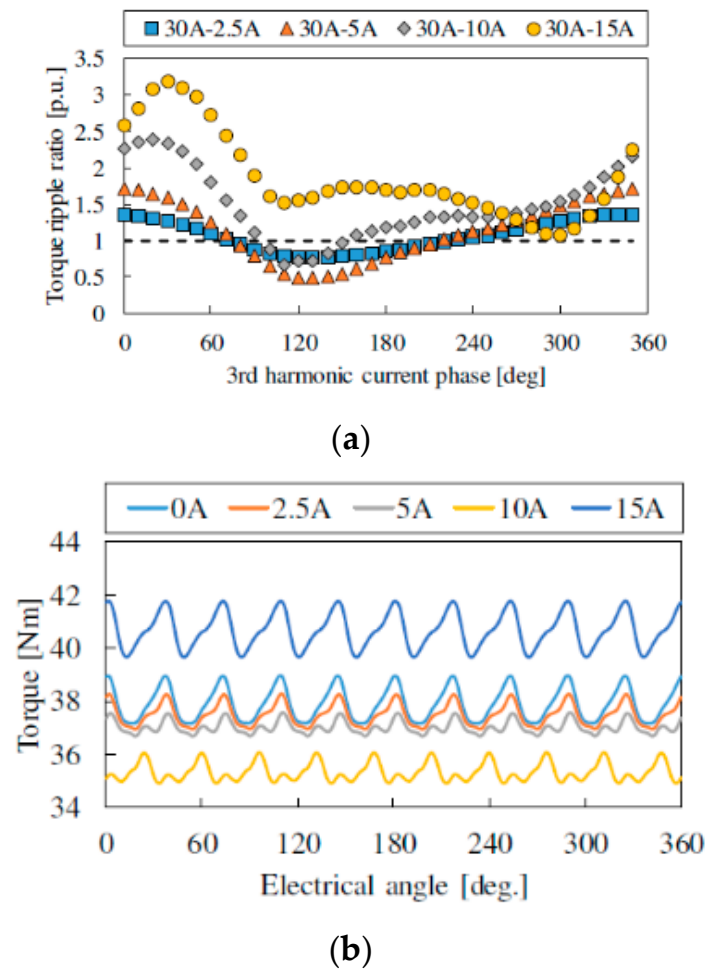 30A-2.5A 30A-5A 30A-10A 30A-15A
Torque ripple ratio [p.u.]
3.5
3
2.5
2
1.5
1
0.5
0
0 60 120 180 240 300 360
3rd harmonic current phase [deg]
(a)
0A 2.5A 5A 10A 15A
Torque [Nm]
44
42
40
38
36
34
0 60 120 180 240 300 360
Electrical angle [deg.]
(b)